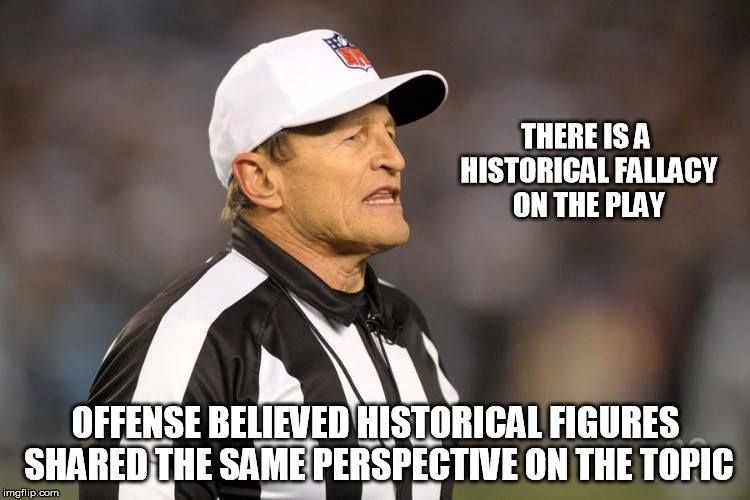 THERE IS A
HISTORICAL FALLACY
ON THE PLAY
OFFENSE BELIEVED HISTORICAL FIGURES
SHARED THE SAME PERSPECTIVE ON THE TOPIC
imgflip.com